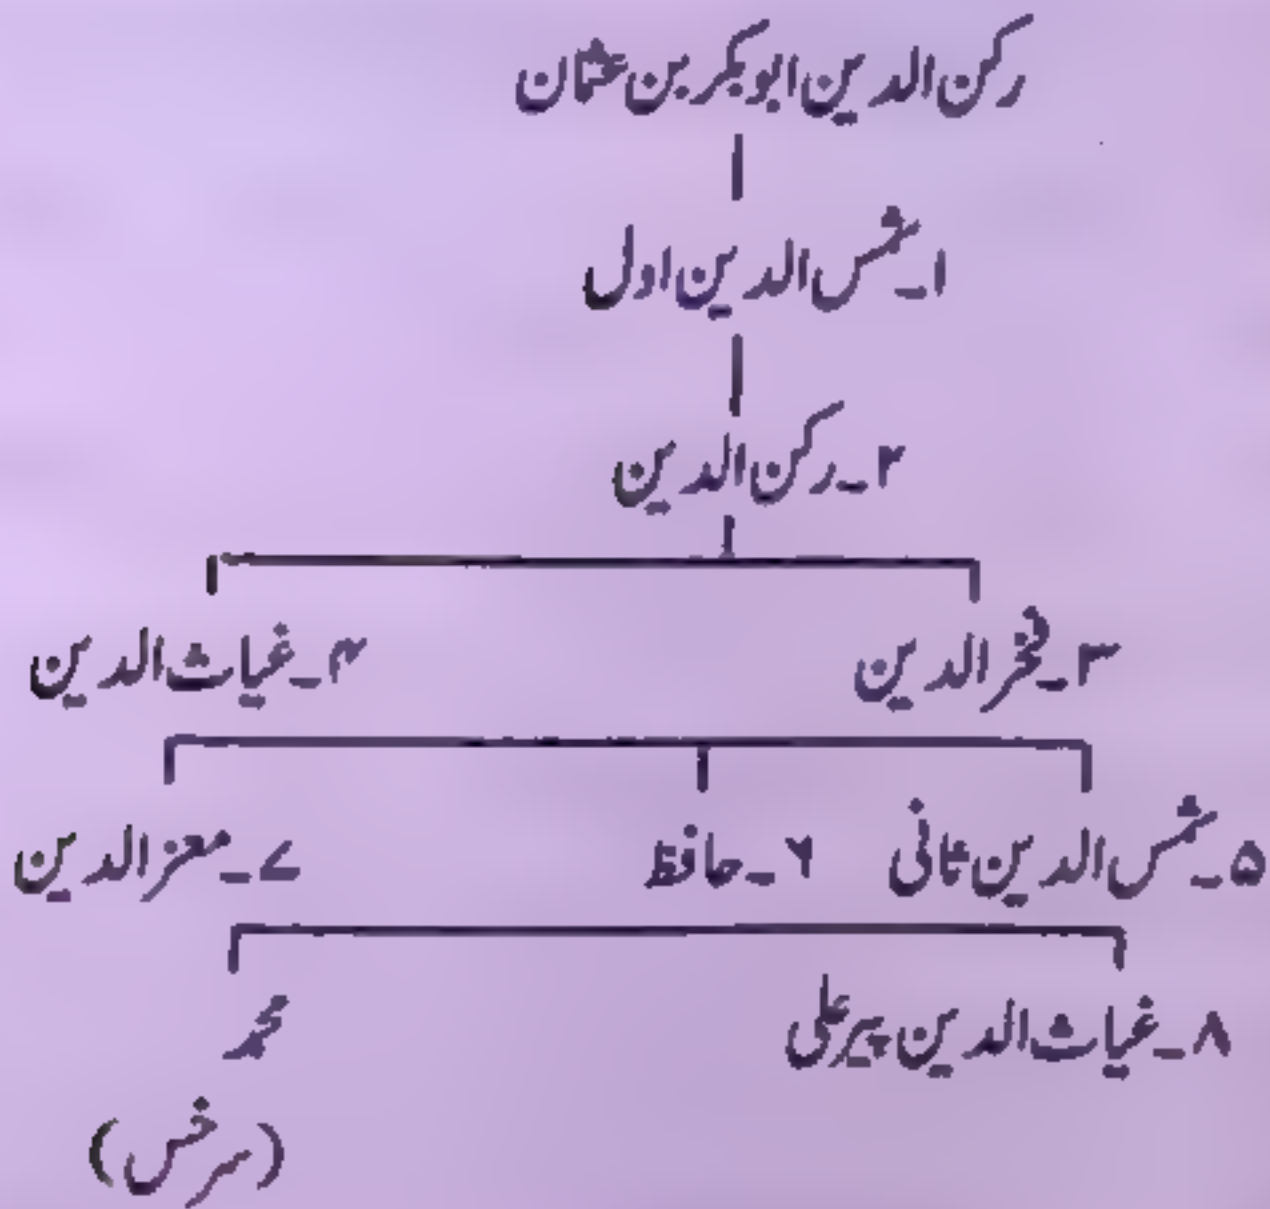 رکن الدین ابوبکر بن عثمان
۱۔شمس الدین اول
۲۔رکن الدین
۳۔فخر الدین ۴۔غیاث الدین
۵۔شمس الدین ثانی ۶۔حافظ ۷۔معز الدین
۸۔غیاث الدین پیر علی محمد
(سرخس)